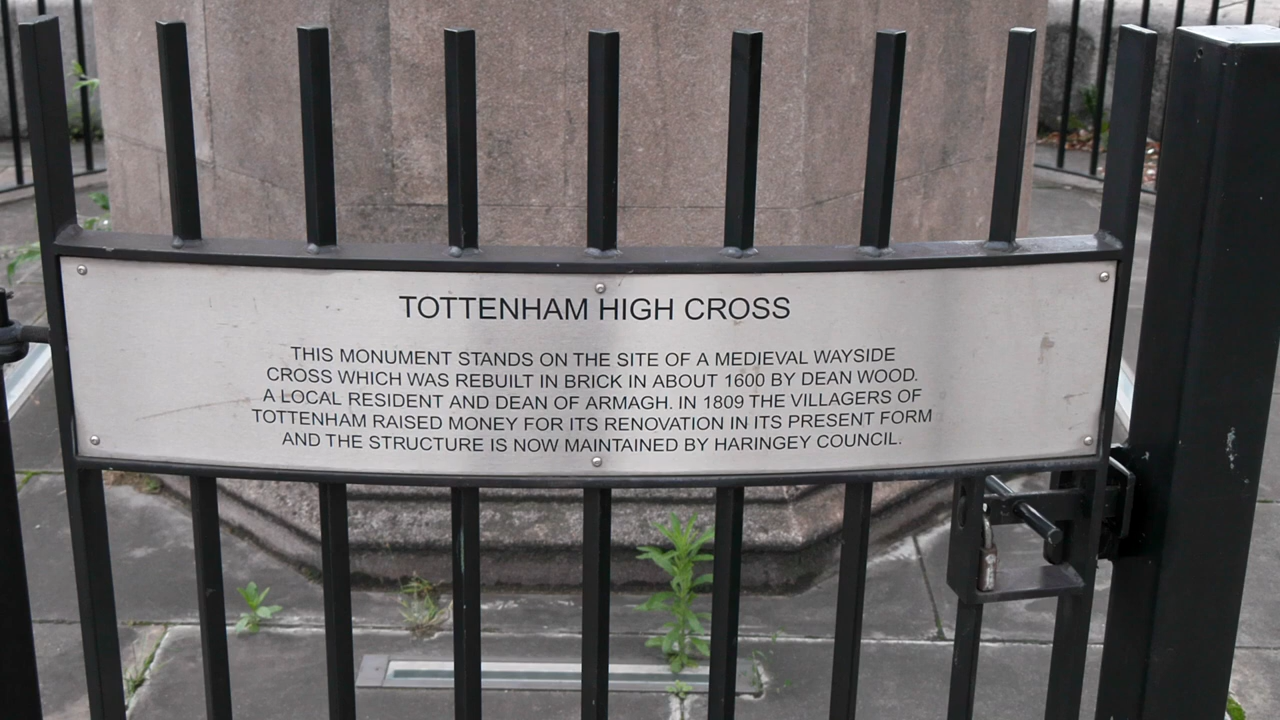 TOTTENHAM HIGH CROSS
THIS MONUMENT STANDS ON THE SITE OF A MEDIEVAL WAYSIDE
CROSS WHICH WAS REBUILT IN BRICK IN ABOUT 1600 BY DEAN WOOD.
A LOCAL RESIDENT AND DEAN OF ARMAGH. IN 1809 THE VILLAGERS OF
TOTTENHAM RAISED MONEY FOR ITS RENOVATION IN ITS PRESENT FORM
AND THE STRUCTURE IS NOW MAINTAINED BY HARINGEY COUNCIL.